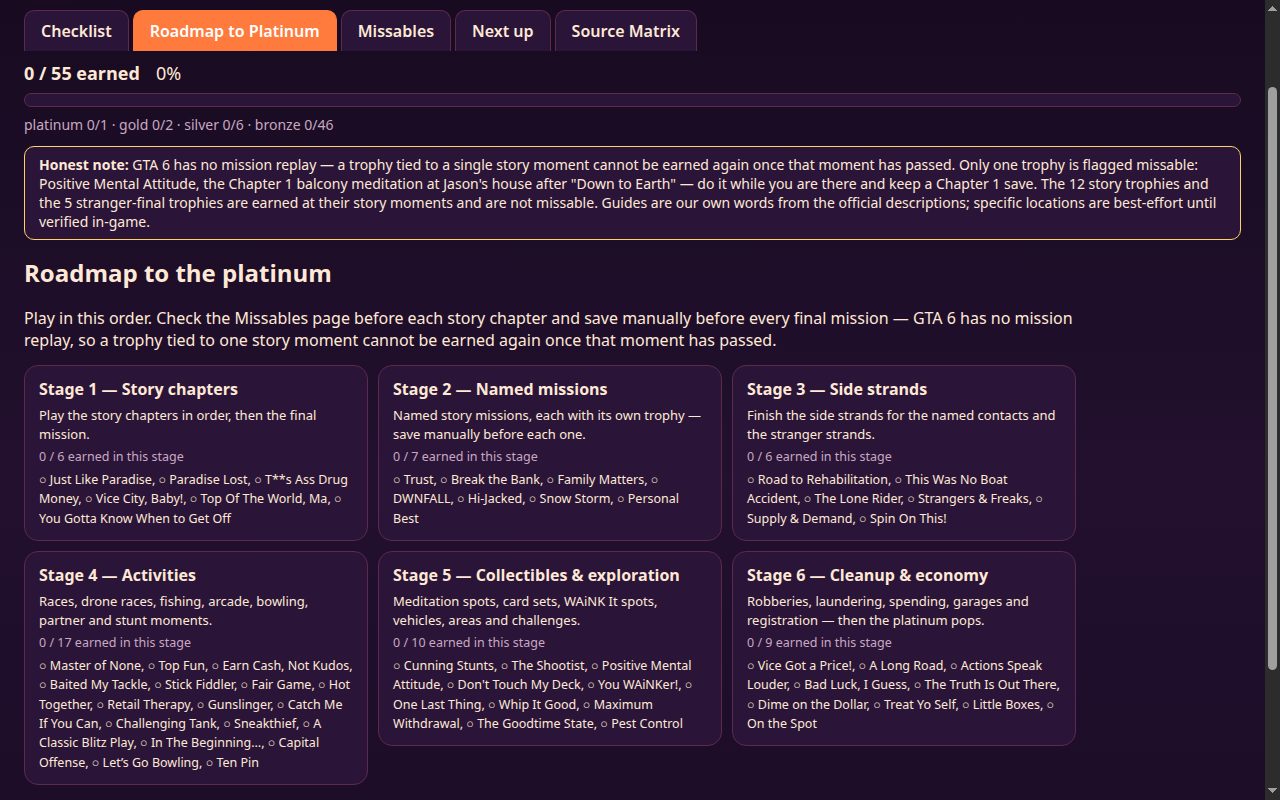 Checklist
Roadmap to Platinum
Missables
Next up
Source Matrix
0 / 55 earned 0%
platinum 0/1 · gold 0/2 · silver 0/6 · bronze 0/46
Honest note: GTA 6 has no mission replay — a trophy tied to a single story moment cannot be earned again once that moment has passed. Only one trophy is flagged missable:
Positive Mental Attitude, the Chapter 1 balcony meditation at Jason's house after "Down to Earth" — do it while you are there and keep a Chapter 1 save. The 12 story trophies and
the 5 stranger-final trophies are earned at their story moments and are not missable. Guides are our own words from the official descriptions; specific locations are best-effort until
verified in-game.
Roadmap to the platinum
Play in this order. Check the Missables page before each story chapter and save manually before every final mission — GTA 6 has no mission
replay, so a trophy tied to one story moment cannot be earned again once that moment has passed.
Stage 1 — Story chapters
Play the story chapters in order, then the final
mission.
0 / 6 earned in this stage
○ Just Like Paradise, ○ Paradise Lost, ○ T**s Ass Drug
Money, ○ Vice City, Baby!, ○ Top Of The World, Ma, ○
You Gotta Know When to Get Off
Stage 2 — Named missions
Named story missions, each with its own trophy —
save manually before each one.
0 / 7 earned in this stage
○ Trust, ○ Break the Bank, ○ Family Matters, ○
DWNFALL, ○ Hi-Jacked, ○ Snow Storm, ○ Personal
Best
Stage 3 — Side strands
Finish the side strands for the named contacts and
the stranger strands.
0 / 6 earned in this stage
○ Road to Rehabilitation, ○ This Was No Boat
Accident, ○ The Lone Rider, ○ Strangers & Freaks, ○
Supply & Demand, ○ Spin On This!
Stage 4 — Activities
Races, drone races, fishing, arcade, bowling,
partner and stunt moments.
0 / 17 earned in this stage
○ Master of None, ○ Top Fun, ○ Earn Cash, Not Kudos,
○ Baited My Tackle, ○ Stick Fiddler, ○ Fair Game, ○ Hot
Together, ○ Retail Therapy, ○ Gunslinger, ○ Catch Me
If You Can, ○ Challenging Tank, ○ Sneakthief, ○ A
Classic Blitz Play, ○ In The Beginning..., ○ Capital
Offense, ○ Let's Go Bowling, ○ Ten Pin
Stage 5 — Collectibles & exploration
Meditation spots, card sets, WAiNK It spots,
vehicles, areas and challenges.
0 / 10 earned in this stage
○ Cunning Stunts, ○ The Shootist, ○ Positive Mental
Attitude, ○ Don't Touch My Deck, ○ You WAiNKer!, ○
One Last Thing, ○ Whip It Good, ○ Maximum
Withdrawal, ○ The Goodtime State, ○ Pest Control
Stage 6 — Cleanup & economy
Robberies, laundering, spending, garages and
registration — then the platinum pops.
0 / 9 earned in this stage
○ Vice Got a Price!, ○ A Long Road, ○ Actions Speak
Louder, ○ Bad Luck, I Guess, ○ The Truth Is Out There,
○ Dime on the Dollar, ○ Treat Yo Self, ○ Little Boxes, ○
On the Spot